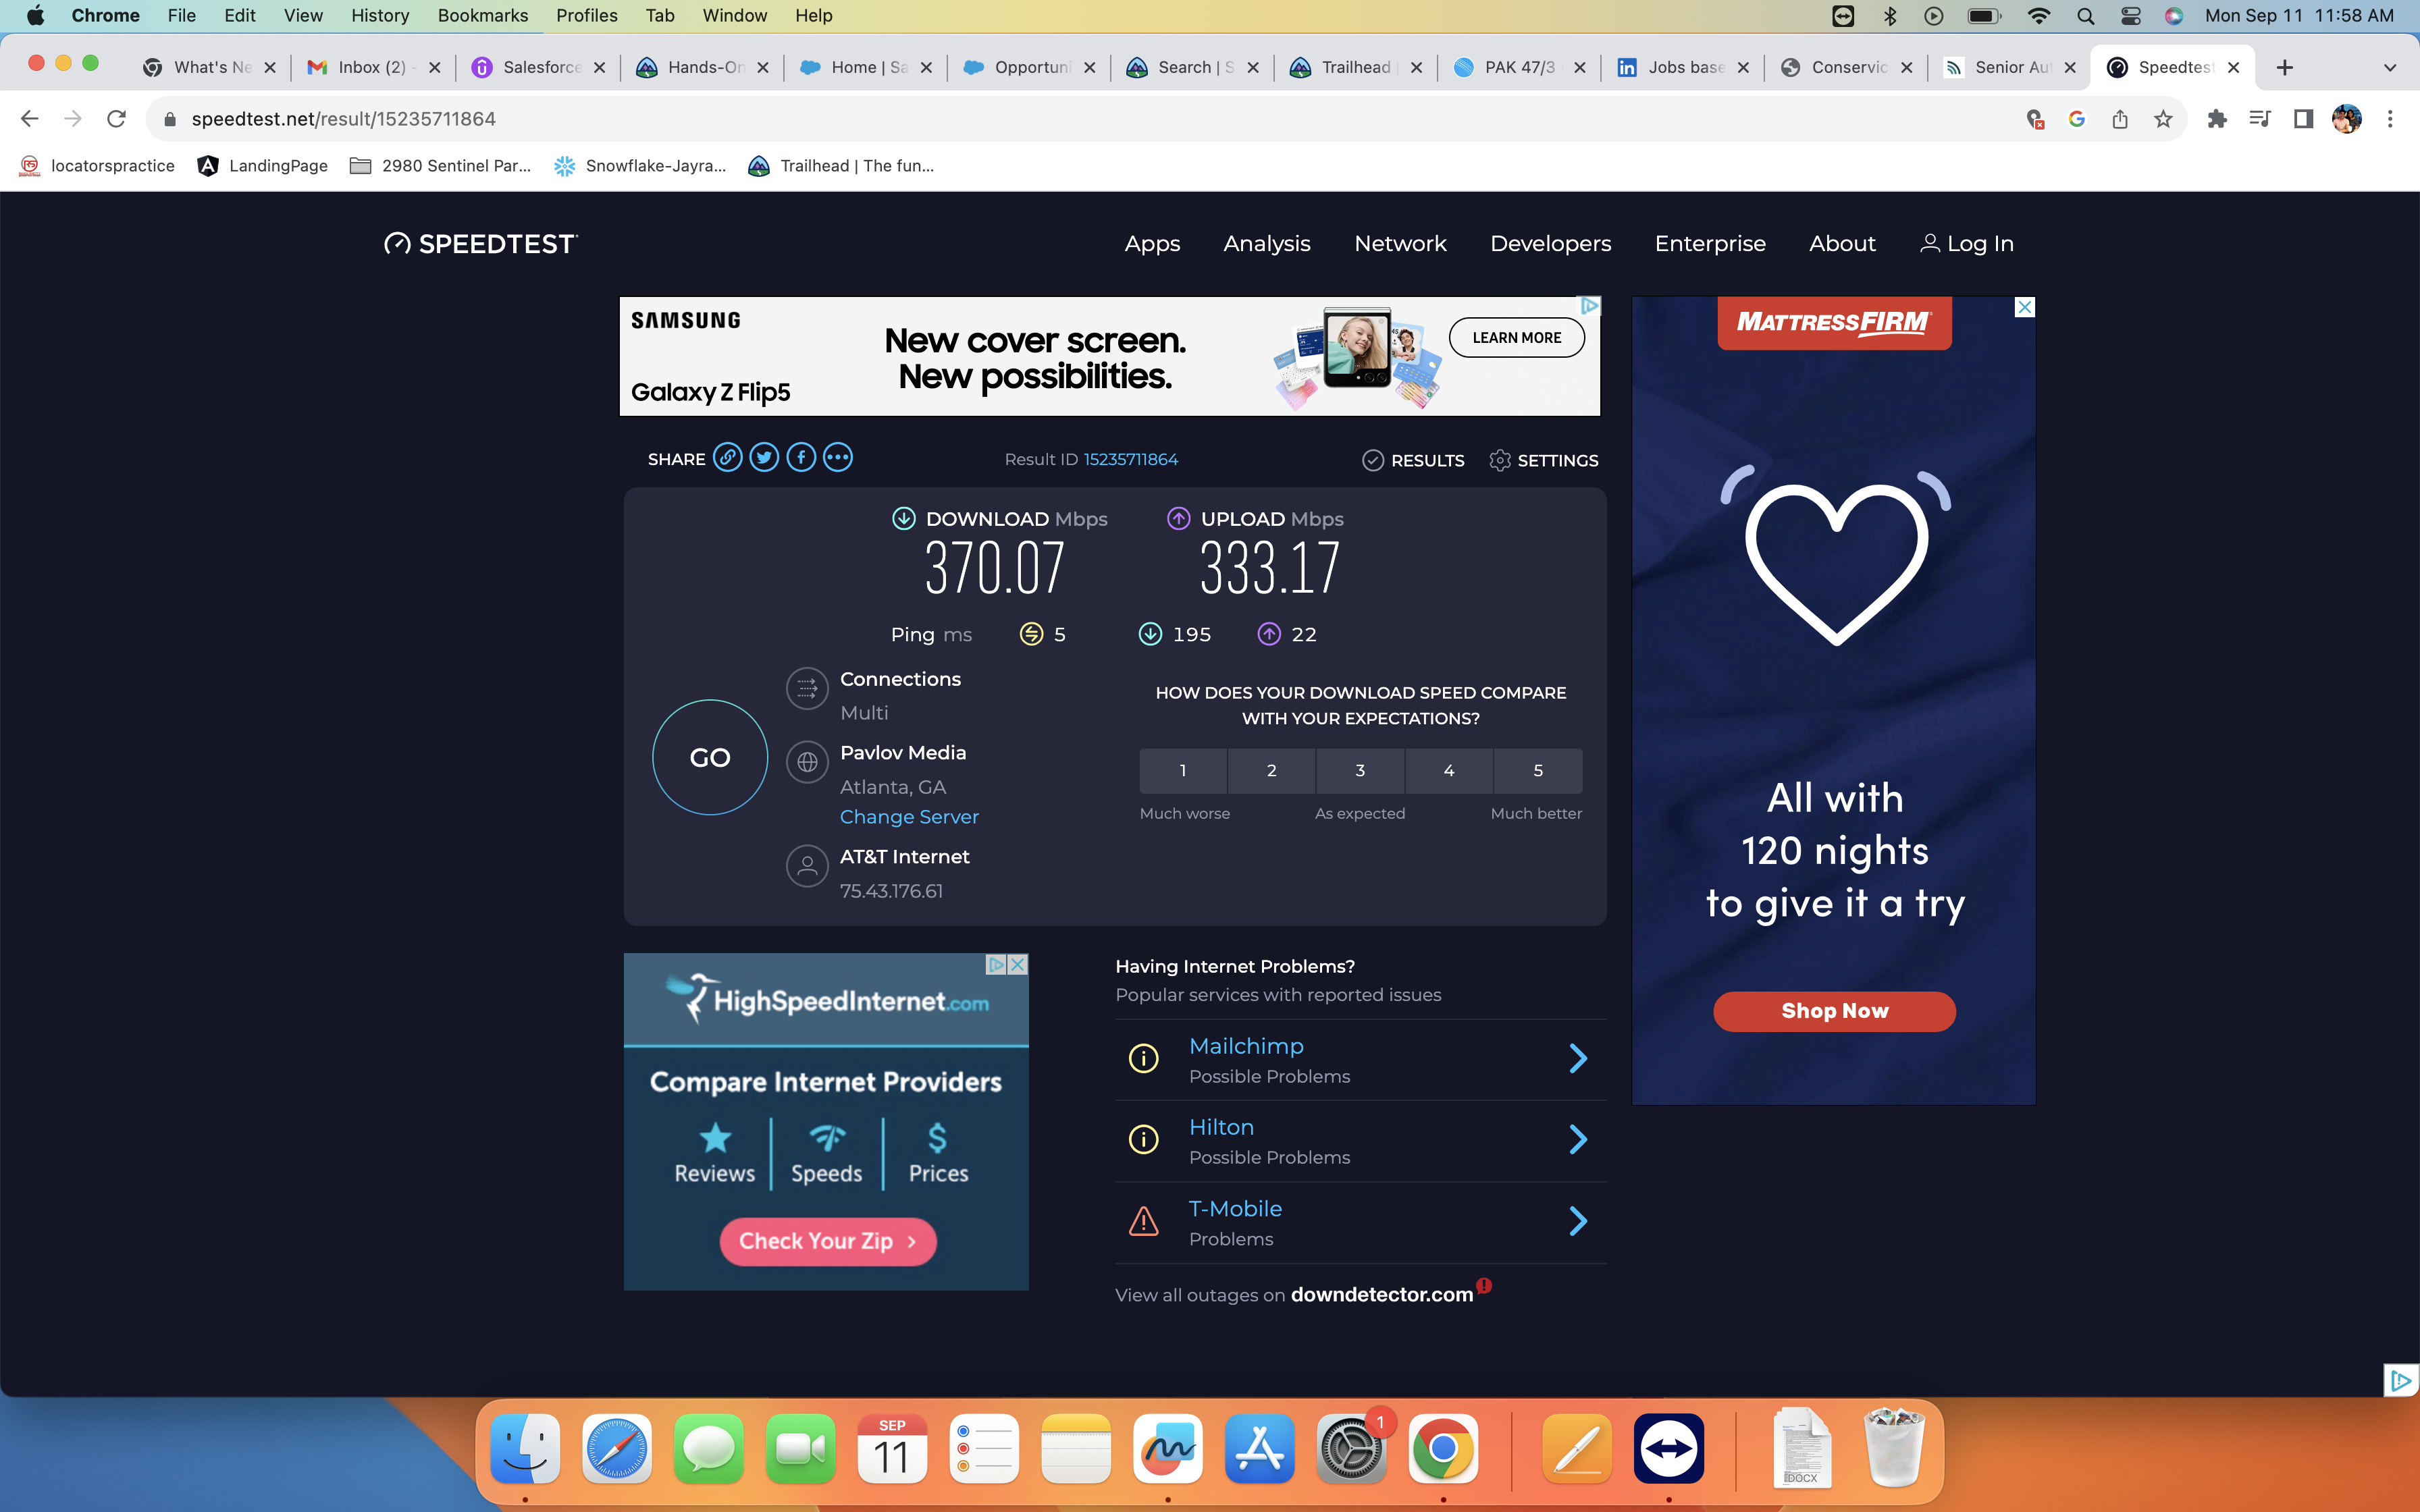 Chrome File Edit View History Bookmarks Profiles Tab Window Help Mon Sep 11 11:58 AM
What's Ne Inbox (2) - Salesforce Hands-On Home | Sa Opportuni Search | S Trailhead PAK 47/3 Jobs base Conservic Senior Au Speedtest
speedtest.net/result/15235711864
locatorspractice LandingPage 2980 Sentinel Par... Snowflake-Jayra... Trailhead | The fun...
SPEEDTEST Apps Analysis Network Developers Enterprise About Log In
SAMSUNG
Galaxy Z Flip5
New cover screen.
New possibilities.
LEARN MORE
SHARE Result ID 15235711864 RESULTS SETTINGS
DOWNLOAD Mbps UPLOAD Mbps
370.07 333.17
Ping ms 5 195 22
GO
Connections
Multi
Pavlov Media
Atlanta, GA
Change Server
AT&T Internet
75.43.176.61
HOW DOES YOUR DOWNLOAD SPEED COMPARE
WITH YOUR EXPECTATIONS?
1 2 3 4 5
Much worse As expected Much better
MATTRESSFIRM
All with
120 nights
to give it a try
Shop Now
HighSpeedInternet.com
Compare Internet Providers
Reviews Speeds Prices
Check Your Zip
Having Internet Problems?
Popular services with reported issues
Mailchimp
Possible Problems
Hilton
Possible Problems
T-Mobile
Problems
View all outages on downdetector.com
SEP
11
1
DOCX